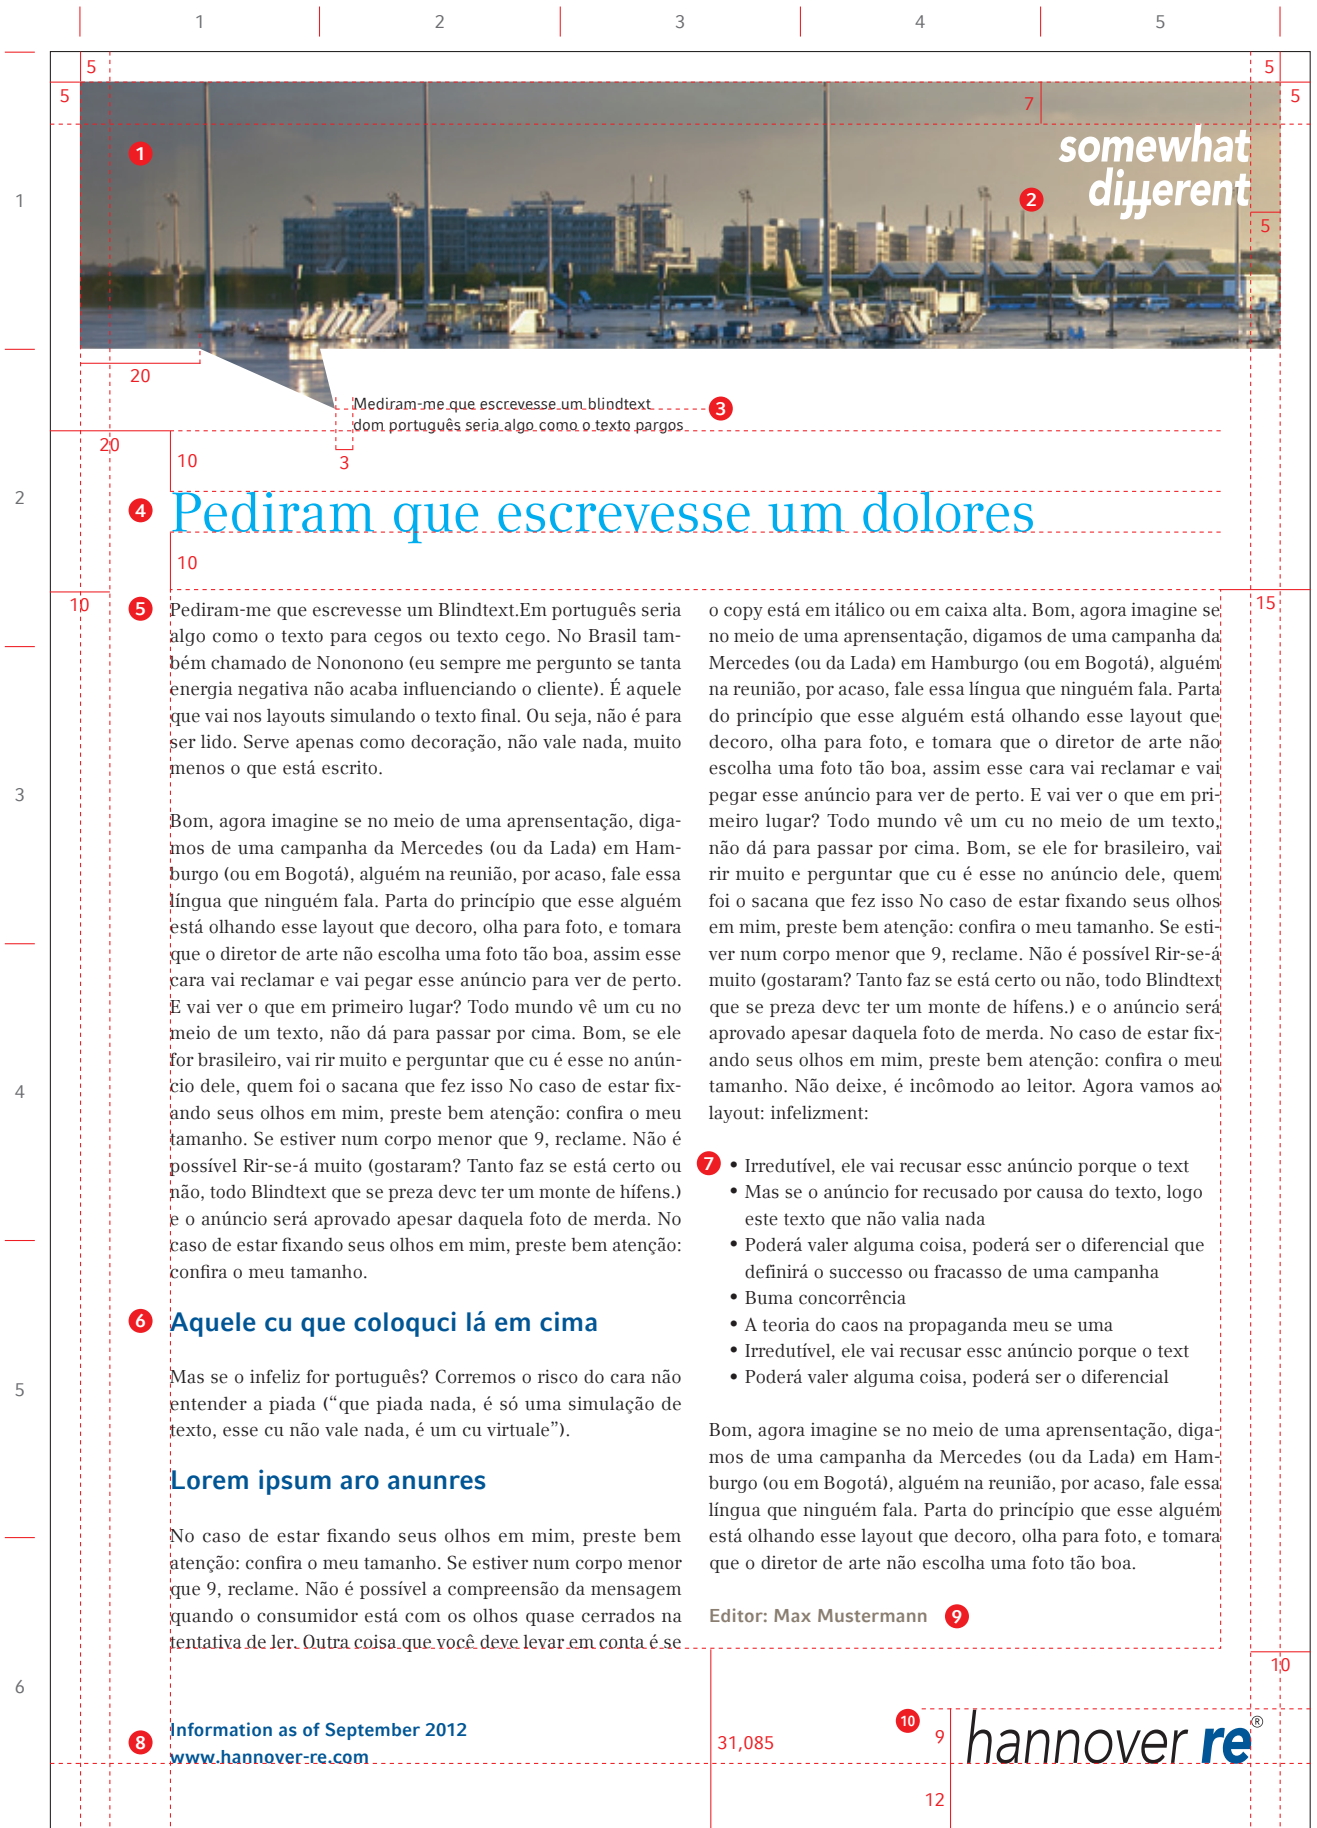 1 2 3 4 5
5 5
5 5
7
1
somewhat
different
2
1
5
20
Mediram-me que escrevesse um blindtext
3
dom português seria algo como o texto pargos
20
10
3
2
4
Pediram que escrevesse um dolores
10
10
15
5
Pediram-me que escrevesse um Blindtext.Em português seria
algo como o texto para cegos ou texto cego. No Brasil tam-
bém chamado de Nononono (eu sempre me pergunto se tanta
energia negativa não acaba influenciando o cliente). É aquele
que vai nos layouts simulando o texto final. Ou seja, não é para
ser lido. Serve apenas como decoração, não vale nada, muito
menos o que está escrito.
3
Bom, agora imagine se no meio de uma aprensentação, diga-
mos de uma campanha da Mercedes (ou da Lada) em Ham-
burgo (ou em Bogotá), alguém na reunião, por acaso, fale essa
língua que ninguém fala. Parta do princípio que esse alguém
está olhando esse layout que decoro, olha para foto, e tomara
que o diretor de arte não escolha uma foto tão boa, assim esse
cara vai reclamar e vai pegar esse anúncio para ver de perto.
E vai ver o que em primeiro lugar? Todo mundo vê um cu no
meio de um texto, não dá para passar por cima. Bom, se ele
for brasileiro, vai rir muito e perguntar que cu é esse no anún-
cio dele, quem foi o sacana que fez isso No caso de estar fix-
ando seus olhos em mim, preste bem atenção: confira o meu
tamanho. Se estiver num corpo menor que 9, reclame. Não é
possível Rir-se-á muito (gostaram? Tanto faz se está certo ou
não, todo Blindtext que se preza devc ter um monte de hífens.)
e o anúncio será aprovado apesar daquela foto de merda. No
caso de estar fixando seus olhos em mim, preste bem atenção:
confira o meu tamanho.
4
6
Aquele cu que coloquci lá em cima
Mas se o infeliz for português? Corremos o risco do cara não
entender a piada (“que piada nada, é só uma simulação de
texto, esse cu não vale nada, é um cu virtuale”).
5
Lorem ipsum aro anunres
No caso de estar fixando seus olhos em mim, preste bem
atenção: confira o meu tamanho. Se estiver num corpo menor
que 9, reclame. Não é possível a compreensão da mensagem
quando o consumidor está com os olhos quase cerrados na
tentativa de ler. Outra coisa que você deve levar em conta é se
o copy está em itálico ou em caixa alta. Bom, agora imagine se
no meio de uma aprensentação, digamos de uma campanha da
Mercedes (ou da Lada) em Hamburgo (ou em Bogotá), alguém
na reunião, por acaso, fale essa língua que ninguém fala. Parta
do princípio que esse alguém está olhando esse layout que
decoro, olha para foto, e tomara que o diretor de arte não
escolha uma foto tão boa, assim esse cara vai reclamar e vai
pegar esse anúncio para ver de perto. E vai ver o que em pri-
meiro lugar? Todo mundo vê um cu no meio de um texto,
não dá para passar por cima. Bom, se ele for brasileiro, vai
rir muito e perguntar que cu é esse no anúncio dele, quem
foi o sacana que fez isso No caso de estar fixando seus olhos
em mim, preste bem atenção: confira o meu tamanho. Se esti-
ver num corpo menor que 9, reclame. Não é possível Rir-se-á
muito (gostaram? Tanto faz se está certo ou não, todo Blindtext
que se preza devc ter um monte de hífens.) e o anúncio será
aprovado apesar daquela foto de merda. No caso de estar fix-
ando seus olhos em mim, preste bem atenção: confira o meu
tamanho. Não deixe, é incômodo ao leitor. Agora vamos ao
layout: infelizment:
7
• Irredutível, ele vai recusar essc anúncio porque o text
• Mas se o anúncio for recusado por causa do texto, logo
este texto que não valia nada
• Poderá valer alguma coisa, poderá ser o diferencial que
definirá o successo ou fracasso de uma campanha
• Buma concorrência
• A teoria do caos na propaganda meu se uma
• Irredutível, ele vai recusar essc anúncio porque o text
• Poderá valer alguma coisa, poderá ser o diferencial
Bom, agora imagine se no meio de uma aprensentação, diga-
mos de uma campanha da Mercedes (ou da Lada) em Ham-
burgo (ou em Bogotá), alguém na reunião, por acaso, fale essa
língua que ninguém fala. Parta do princípio que esse alguém
está olhando esse layout que decoro, olha para foto, e tomara
que o diretor de arte não escolha uma foto tão boa.
Editor: Max Mustermann 9
10
6
8
Information as of September 2012
www.hannover-re.com
31,085
10
9
hannover re®
12